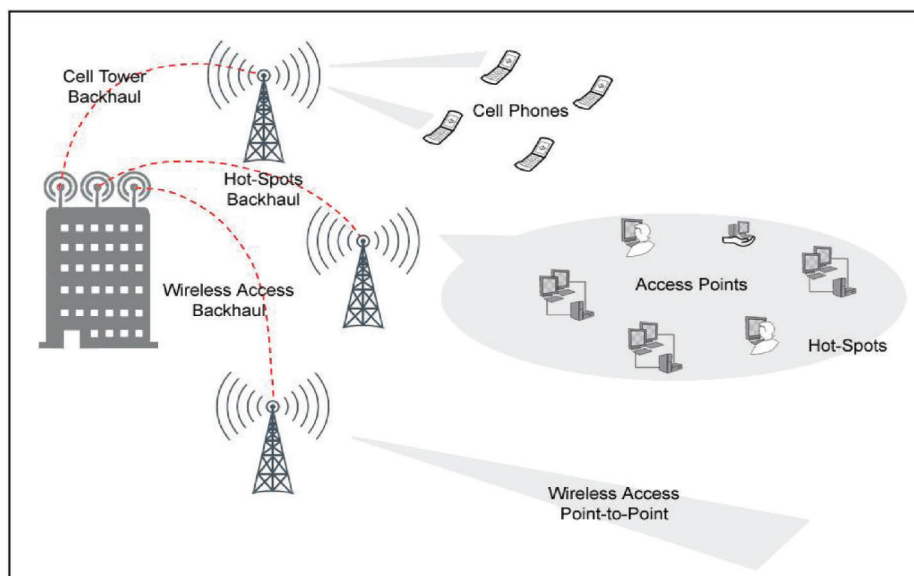 Cell Tower
Backhaul
Cell Phones
Hot-Spots
Backhaul
Wireless Access
Backhaul
Access Points
Hot-Spots
Wireless Access
Point-to-Point